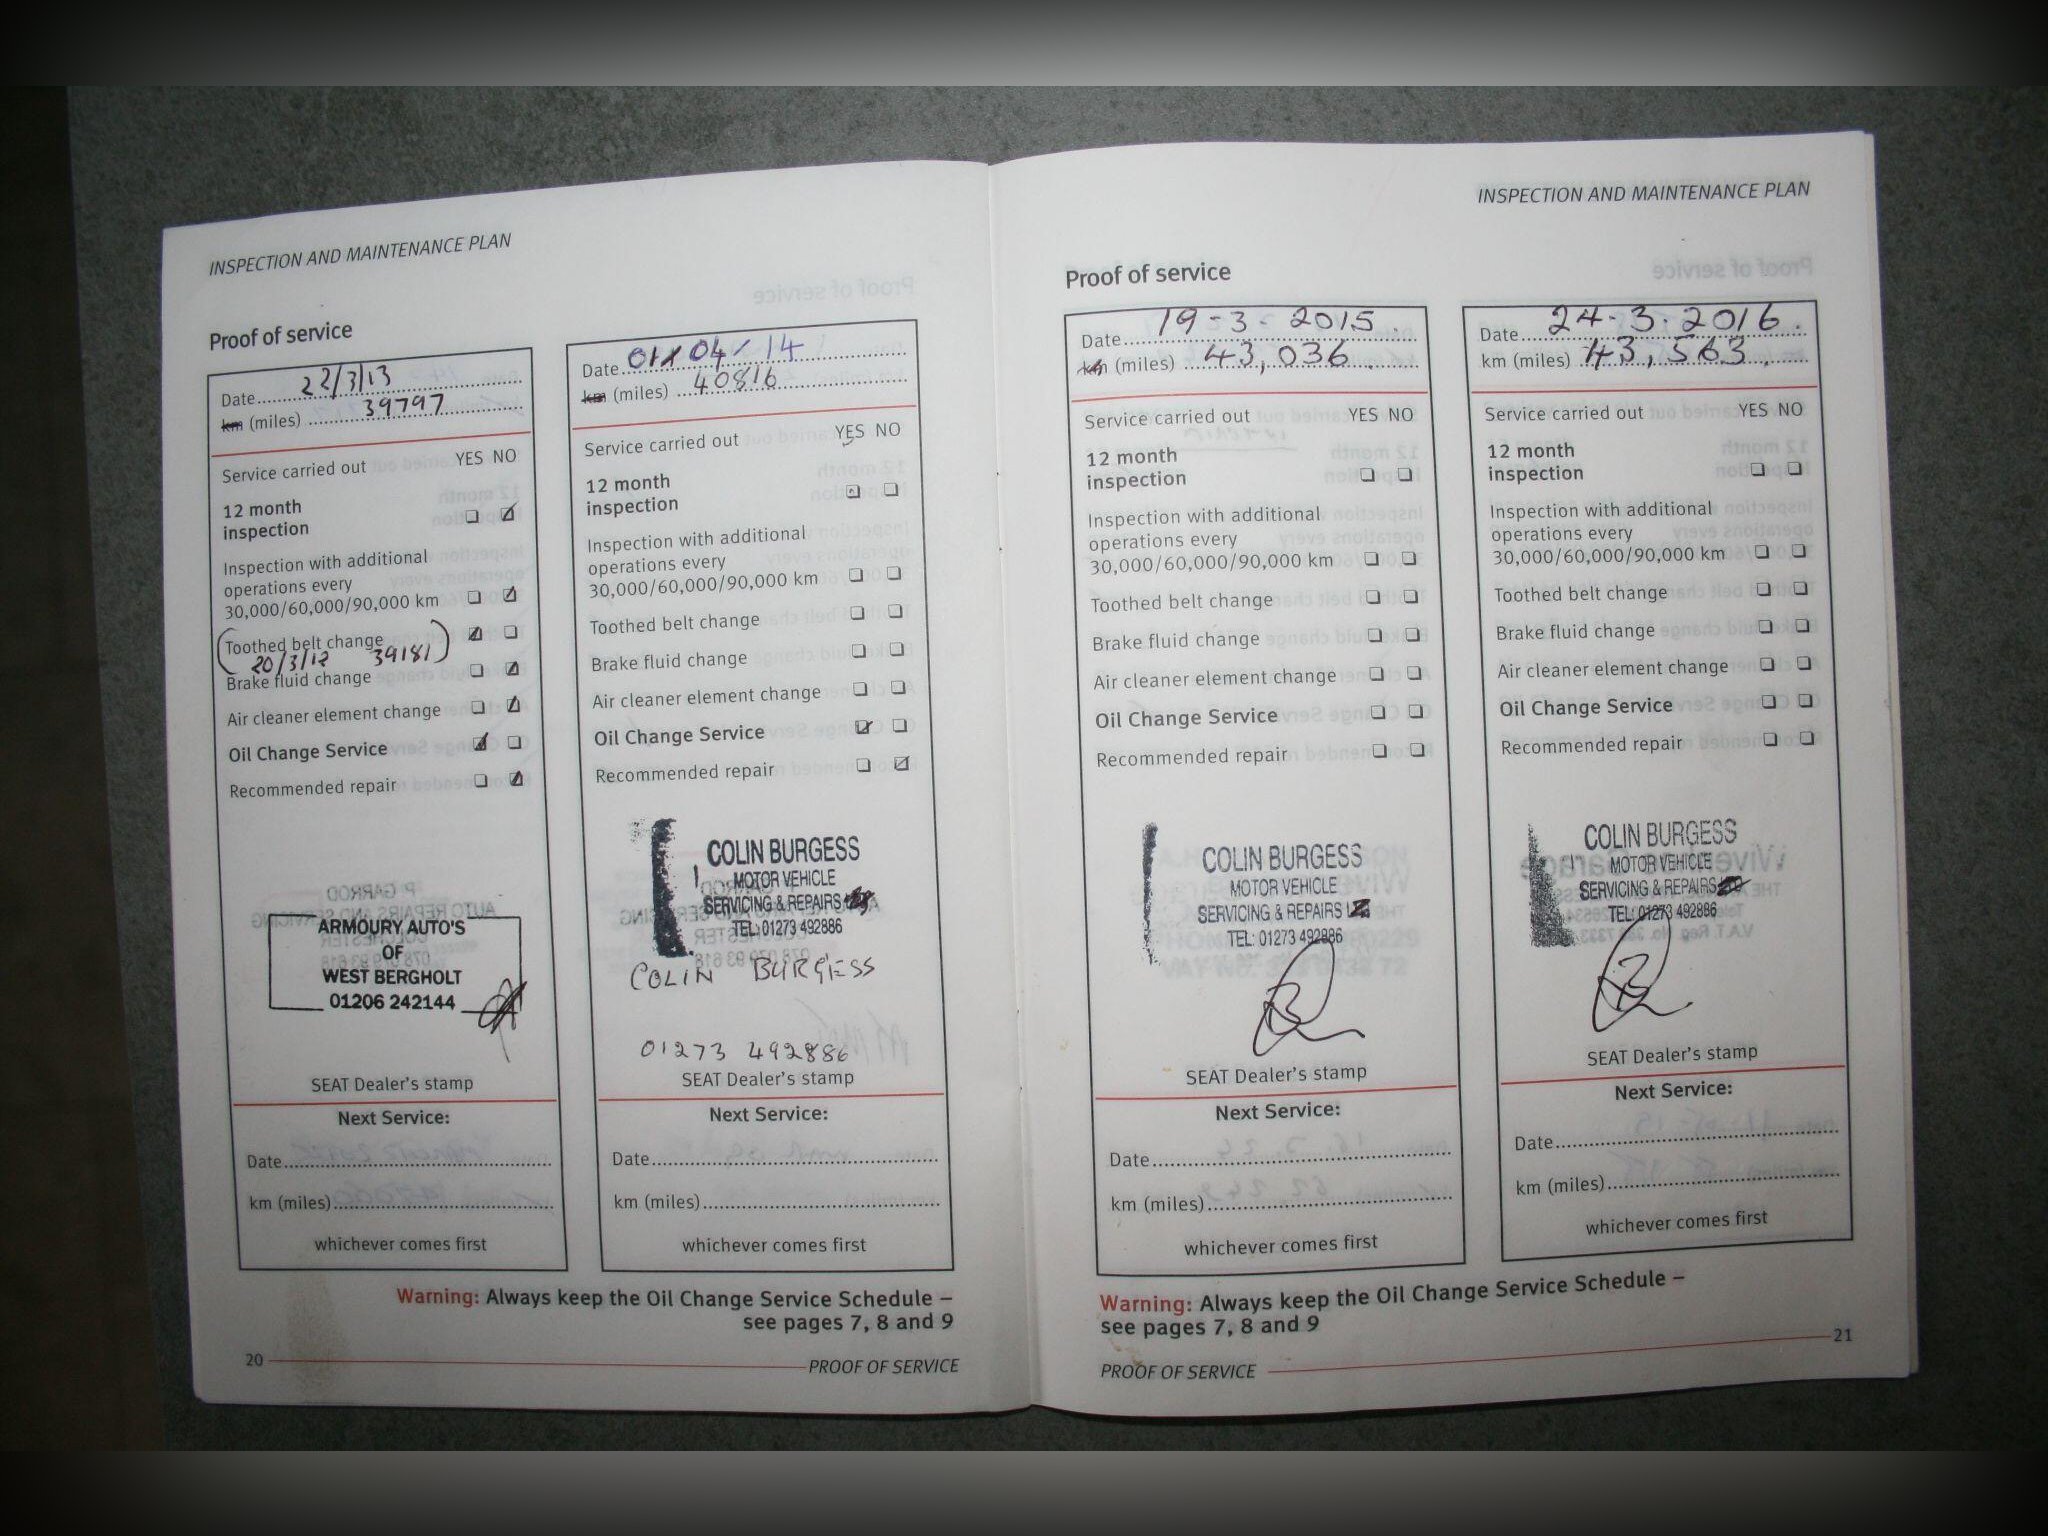 INSPECTION AND MAINTENANCE PLAN
Proof of service
Date 22/3/13
km (miles) 39797
Service carried out YES NO
12 month
inspection
Inspection with additional
operations every
30,000/60,000/90,000 km
(Toothed belt change
20/3/12 39181)
Brake fluid change
Air cleaner element change
Oil Change Service
Recommended repair
ARMOURY AUTO'S
OF
WEST BERGHOLT
01206 242144
SEAT Dealer's stamp
Next Service:
Date
km (miles)
whichever comes first
Date 01/04/14
km (miles) 40816
Service carried out YES NO
12 month
inspection
Inspection with additional
operations every
30,000/60,000/90,000 km
Toothed belt change
Brake fluid change
Air cleaner element change
Oil Change Service
Recommended repair
COLIN BURGESS
MOTOR VEHICLE
SERVICING & REPAIRS
TEL: 01273 492886
COLIN BURGESS
01273 492886
SEAT Dealer's stamp
Next Service:
Date
km (miles)
whichever comes first
Warning: Always keep the Oil Change Service Schedule –
see pages 7, 8 and 9
20
PROOF OF SERVICE
INSPECTION AND MAINTENANCE PLAN
Proof of service
Date 19-3-2015.
km (miles) 43,036
Service carried out YES NO
12 month
inspection
Inspection with additional
operations every
30,000/60,000/90,000 km
Toothed belt change
Brake fluid change
Air cleaner element change
Oil Change Service
Recommended repair
COLIN BURGESS
MOTOR VEHICLE
SERVICING & REPAIRS
TEL: 01273 492886
SEAT Dealer's stamp
Next Service:
Date
km (miles)
whichever comes first
Date 24-3-2016.
km (miles) 43,563
Service carried out YES NO
12 month
inspection
Inspection with additional
operations every
30,000/60,000/90,000 km
Toothed belt change
Brake fluid change
Air cleaner element change
Oil Change Service
Recommended repair
COLIN BURGESS
MOTOR VEHICLE
SERVICING & REPAIRS
TEL: 01273 492886
SEAT Dealer's stamp
Next Service:
Date
km (miles)
whichever comes first
Warning: Always keep the Oil Change Service Schedule –
see pages 7, 8 and 9
21
PROOF OF SERVICE